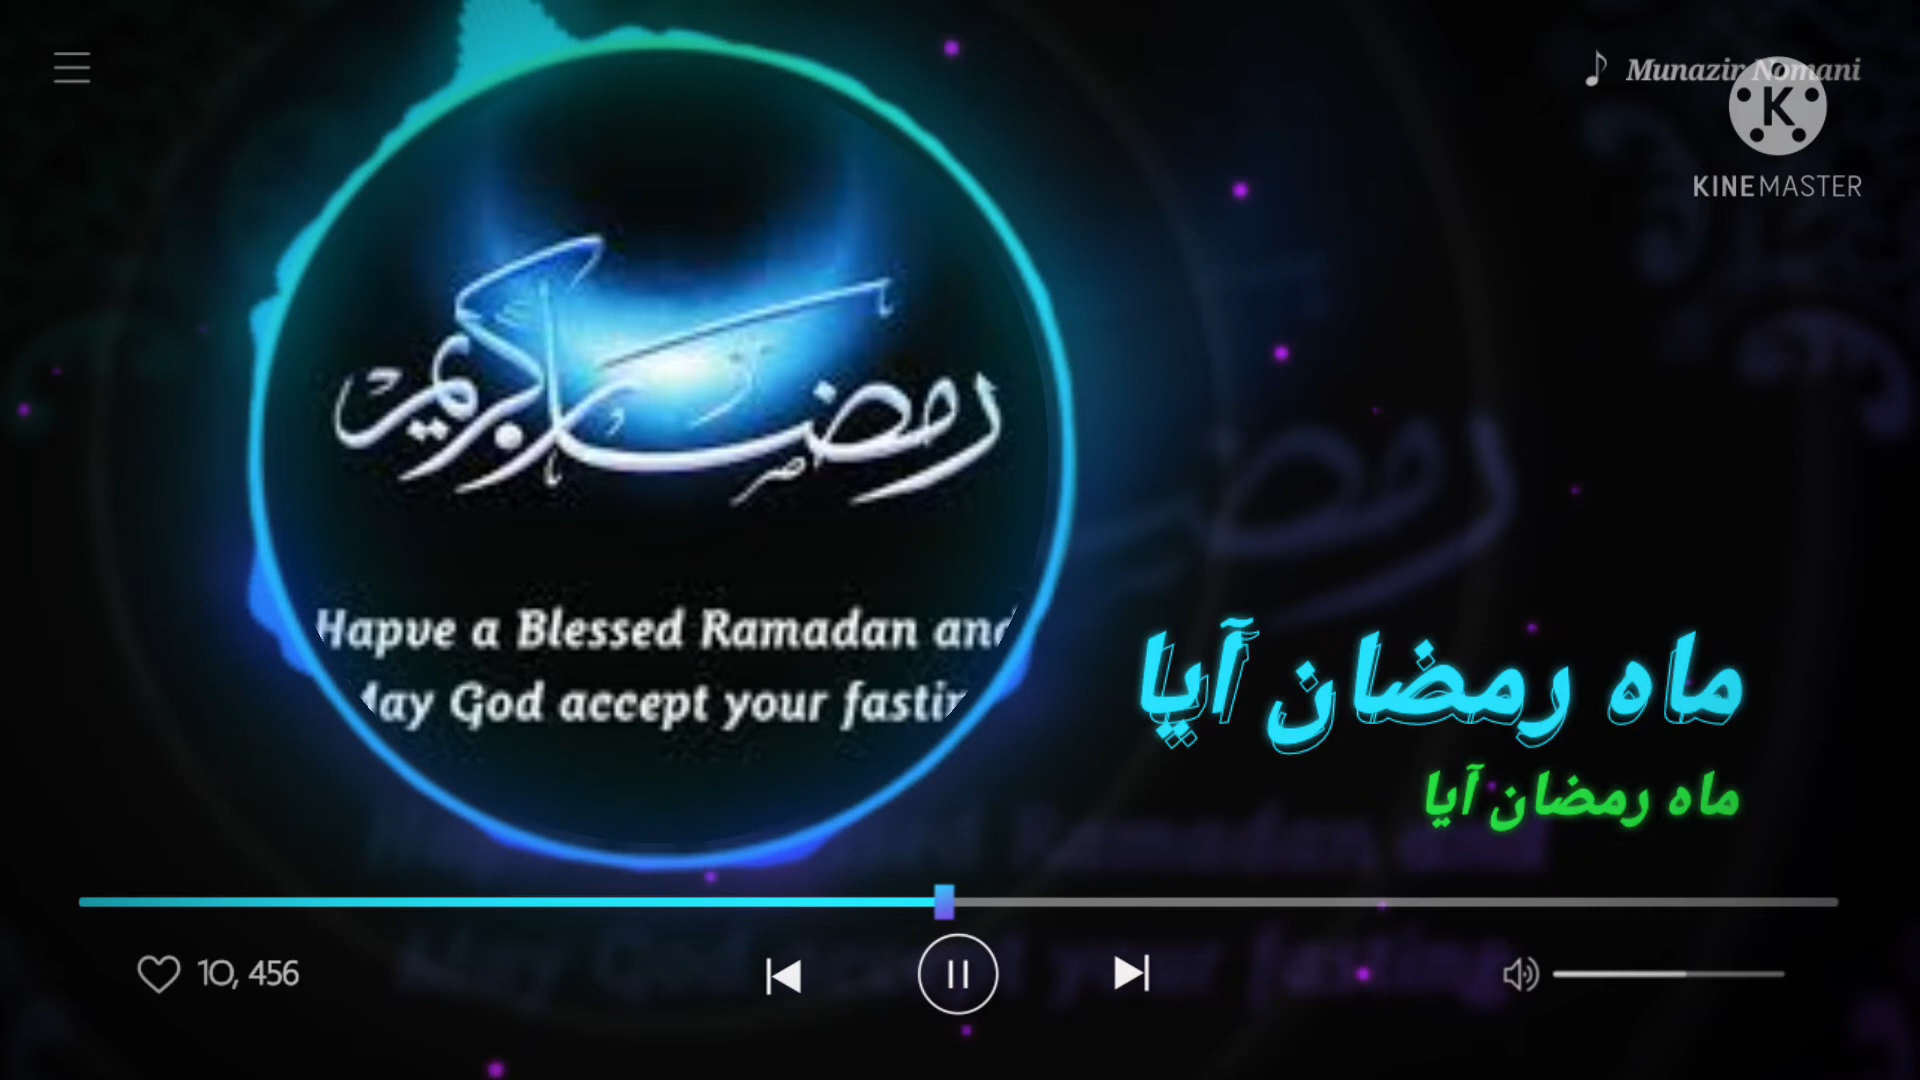 Munazir Nomani
KINEMASTER
رمضان كريم
Hapve a Blessed Ramadan and
May God accept your fastin
ماہ رمضان آیا
ماہ رمضان آیا
10, 456